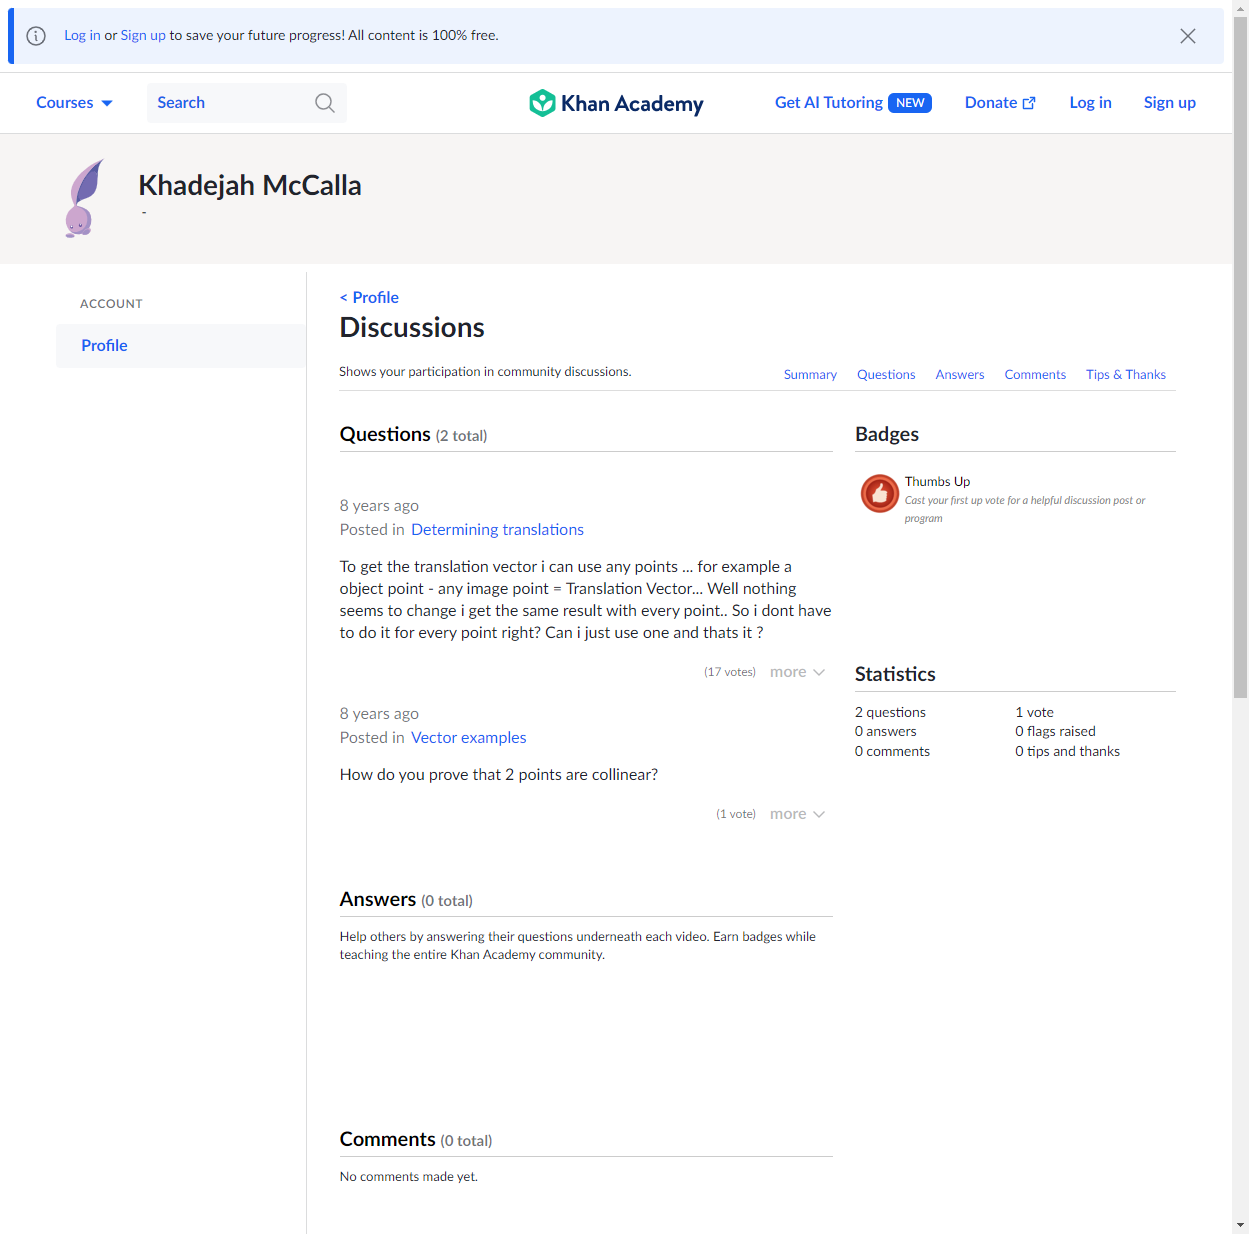 Log in or Sign up to save your future progress! All content is 100% free.
Courses
Search
Khan Academy
Get AI Tutoring NEW
Donate
Log in
Sign up
Khadejah McCalla
-
ACCOUNT
Profile
< Profile
Discussions
Shows your participation in community discussions.
Summary
Questions
Answers
Comments
Tips & Thanks
Questions (2 total)
8 years ago
Posted in Determining translations
To get the translation vector i can use any points ... for example a
object point - any image point = Translation Vector... Well nothing
seems to change i get the same result with every point.. So i dont have
to do it for every point right? Can i just use one and thats it ?
(17 votes)
more
8 years ago
Posted in Vector examples
How do you prove that 2 points are collinear?
(1 vote)
more
Answers (0 total)
Help others by answering their questions underneath each video. Earn badges while
teaching the entire Khan Academy community.
Comments (0 total)
No comments made yet.
Badges
Thumbs Up
Cast your first up vote for a helpful discussion post or
program
Statistics
2 questions
0 answers
0 comments
1 vote
0 flags raised
0 tips and thanks